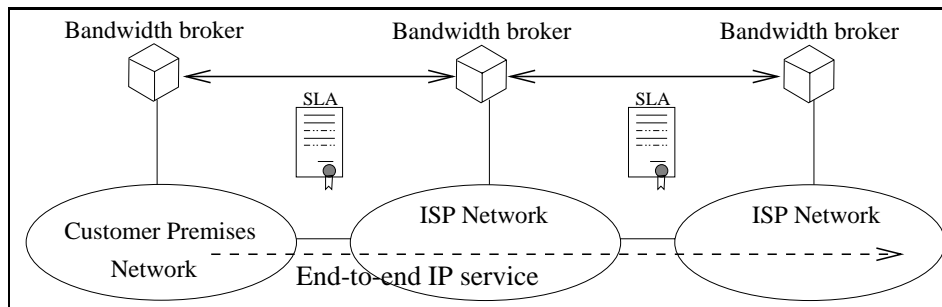 Bandwidth broker
Bandwidth broker
Bandwidth broker
SLA
SLA
Customer Premises
Network
ISP Network
ISP Network
End-to-end IP service